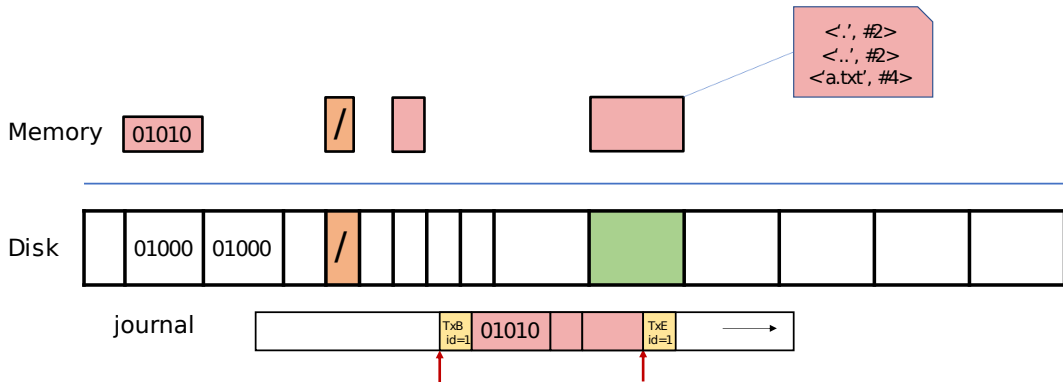 <‘.’, #2>
<‘..’, #2>
<‘a.txt’, #4>
Memory
01010
/
Disk
01000
01000
/
journal
TxB
id=1
01010
TxE
id=1